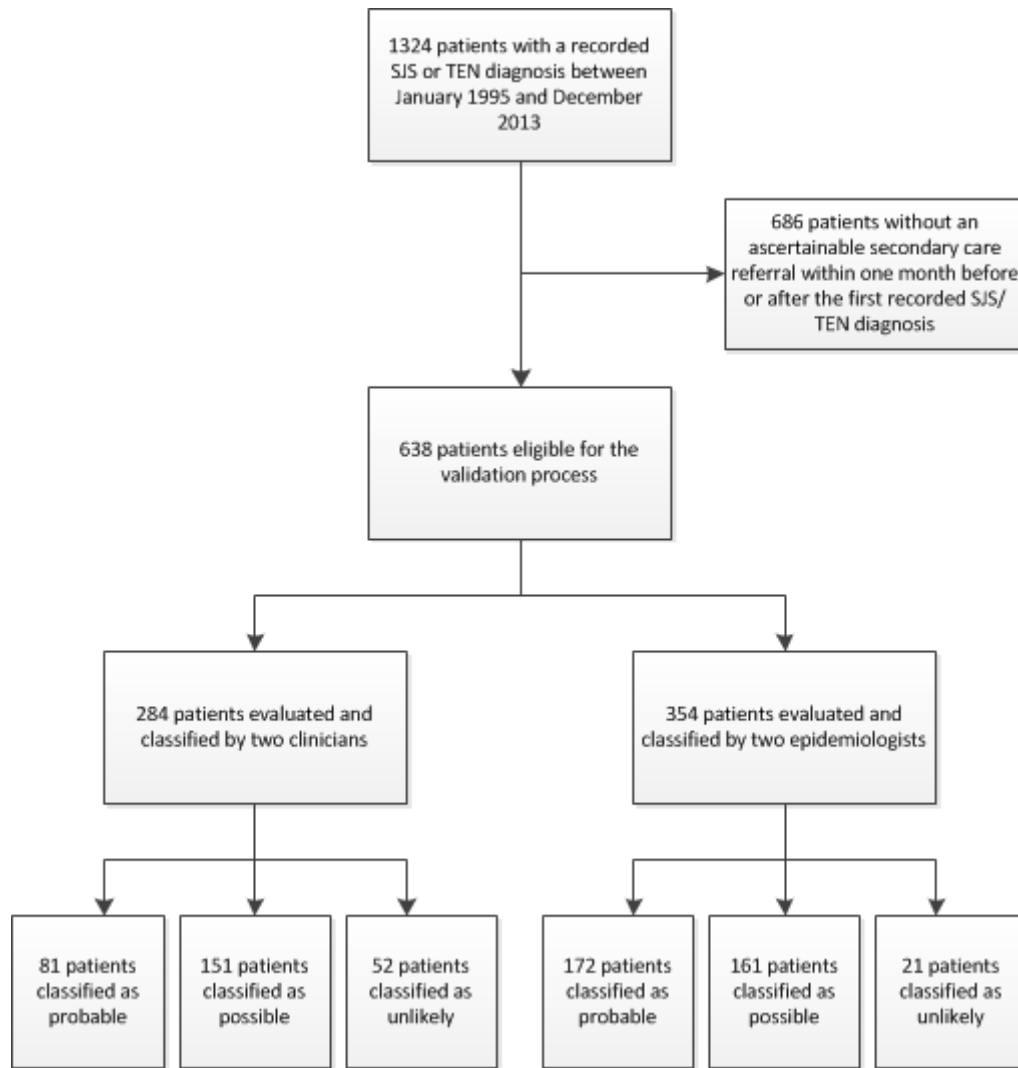 1324 patients with a recorded
SJS or TEN diagnosis between
January 1995 and December
2013
686 patients without an
ascertainable secondary care
referral within one month before
or after the first recorded SJS/
TEN diagnosis
638 patients eligible for the
validation process
284 patients evaluated and
classified by two clinicians
354 patients evaluated and
classified by two epidemiologists
81 patients
classified as
probable
151 patients
classified as
possible
52 patients
classified as
unlikely
172 patients
classified as
probable
161 patients
classified as
possible
21 patients
classified as
unlikely